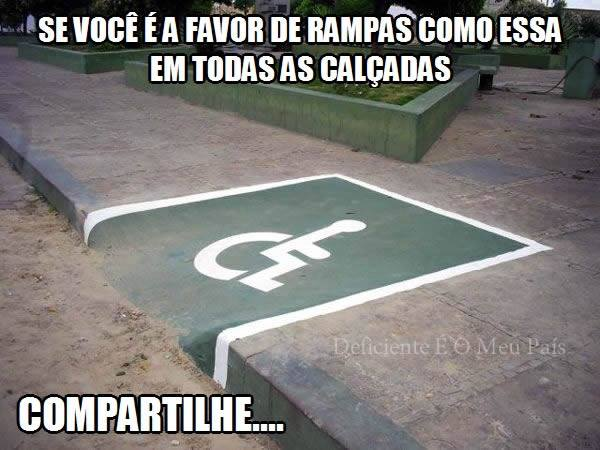 SE VOCÊ É A FAVOR DE RAMPAS COMO ESSA
EM TODAS AS CALÇADAS
Deficiente É O Meu País
COMPARTILHE....